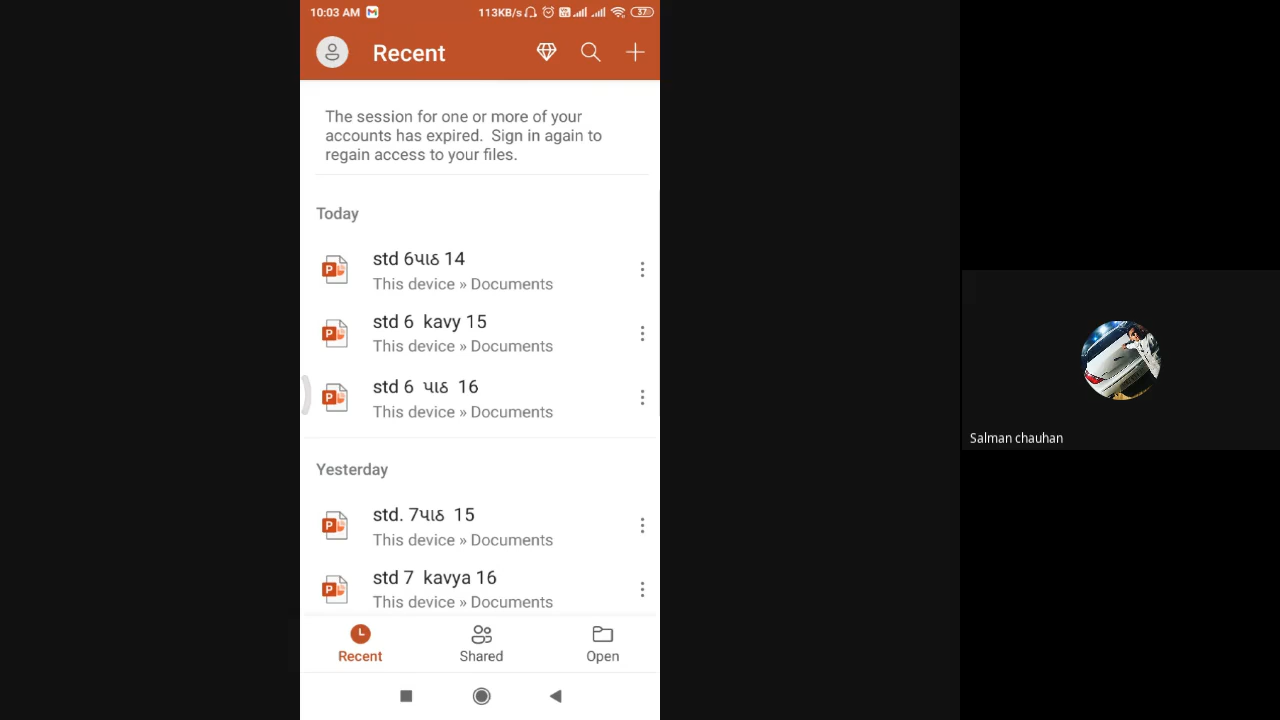 10:03 AM 113KB/s 37
Recent
The session for one or more of your
accounts has expired. Sign in again to
regain access to your files.
Today
std 6પાઠ 14
This device » Documents
std 6 kavy 15
This device » Documents
std 6 પાઠ 16
This device » Documents
Yesterday
std. 7પાઠ 15
This device » Documents
std 7 kavya 16
This device » Documents
Recent Shared Open
Salman chauhan